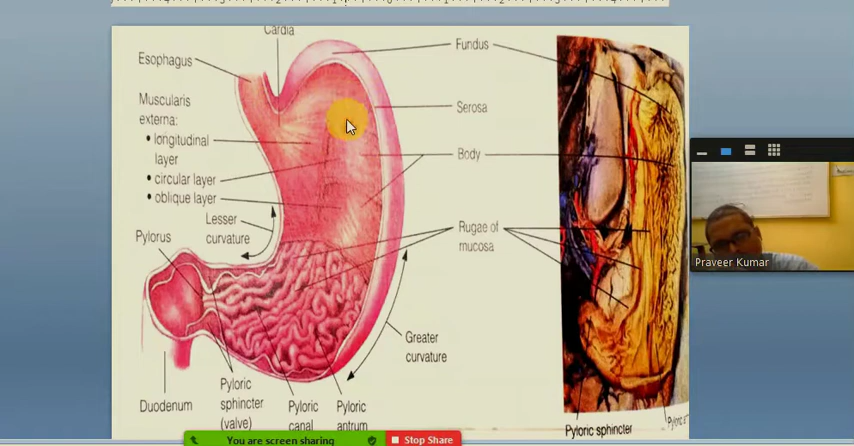 Cardia
Esophagus
Fundus
Muscularis
externa:
• longitudinal
layer
• circular layer
• oblique layer
Serosa
Body
Lesser
curvature
Pylorus
Rugae of
mucosa
Greater
curvature
Duodenum
Pyloric
sphincter
(valve)
Pyloric
canal
Pyloric
antrum
Pyloric sphincter
Praveer Kumar
You are screen sharing
Stop Share